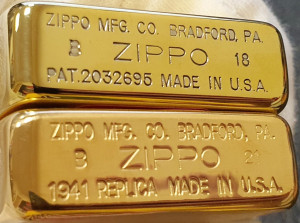 ZIPPO MFG. CO. BRADFORD, PA.
B ZIPPO 18
PAT. 2032695 MADE IN U.S.A.
ZIPPO MFG. CO. BRADFORD, PA.
B ZIPPO 21
1941 REPLICA MADE IN U.S.A.